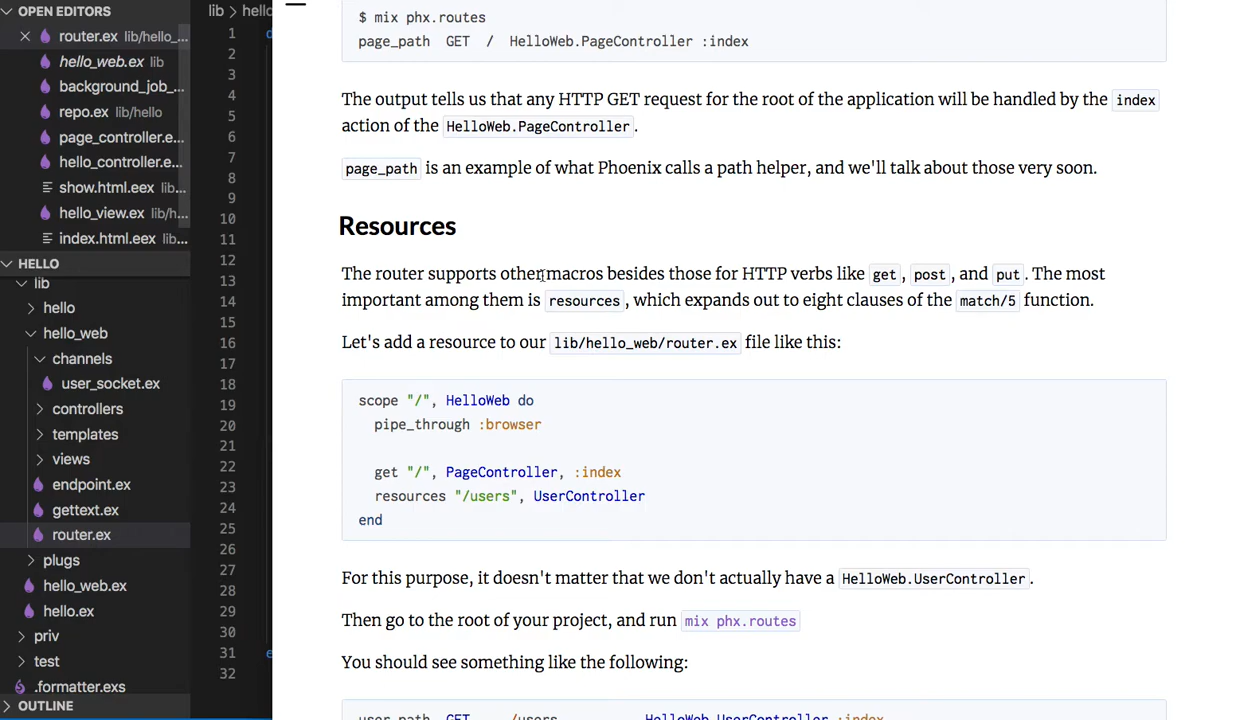 OPEN EDITORS
router.ex lib/hello_...
hello_web.ex lib
background_job_...
repo.ex lib/hello
page_controller.e...
hello_controller.e...
show.html.eex lib...
hello_view.ex lib/h...
index.html.eex lib...
HELLO
lib
hello
hello_web
channels
user_socket.ex
controllers
templates
views
endpoint.ex
gettext.ex
router.ex
plugs
hello_web.ex
hello.ex
priv
test
.formatter.exs
OUTLINE
lib > hello
1
2
3
4
5
6
7
8
9
10
11
12
13
14
15
16
17
18
19
20
21
22
23
24
25
26
27
28
29
30
31
32
$ mix phx.routes
page_path GET / HelloWeb.PageController :index
The output tells us that any HTTP GET request for the root of the application will be handled by the index
action of the HelloWeb.PageController.
page_path is an example of what Phoenix calls a path helper, and we'll talk about those very soon.
Resources
The router supports other macros besides those for HTTP verbs like get, post, and put. The most
important among them is resources, which expands out to eight clauses of the match/5 function.
Let's add a resource to our lib/hello_web/router.ex file like this:
scope "/", HelloWeb do
pipe_through :browser
get "/", PageController, :index
resources "/users", UserController
end
For this purpose, it doesn't matter that we don't actually have a HelloWeb.UserController.
Then go to the root of your project, and run mix phx.routes
You should see something like the following:
user_path GET /users HelloWeb.UserController :index